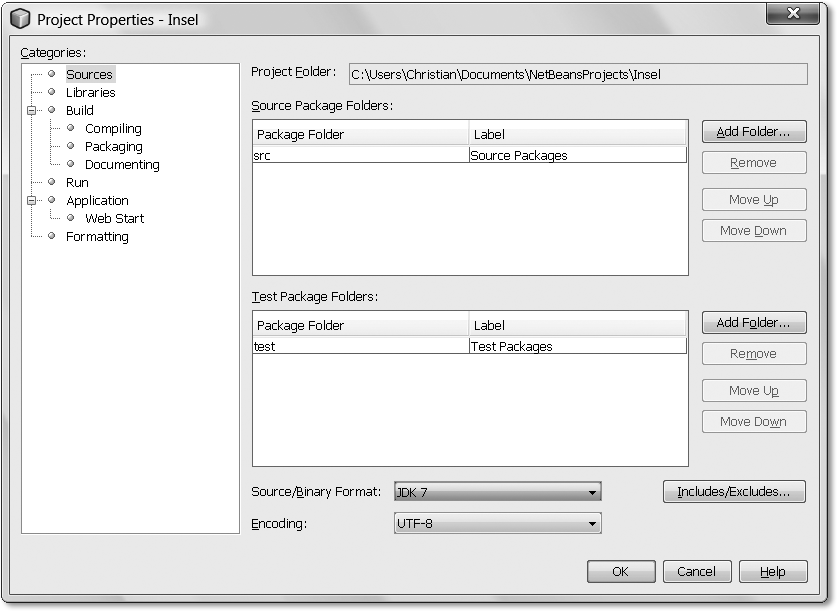 Project Properties - Insel
Categories:
Sources
Libraries
Build
Compiling
Packaging
Documenting
Run
Application
Web Start
Formatting
Project Folder: C:\Users\Christian\Documents\NetBeansProjects\Insel
Source Package Folders:
Package Folder Label
src Source Packages
Add Folder...
Remove
Move Up
Move Down
Test Package Folders:
Package Folder Label
test Test Packages
Add Folder...
Remove
Move Up
Move Down
Source/Binary Format: JDK 7 Includes/Excludes...
Encoding: UTF-8
OK Cancel Help